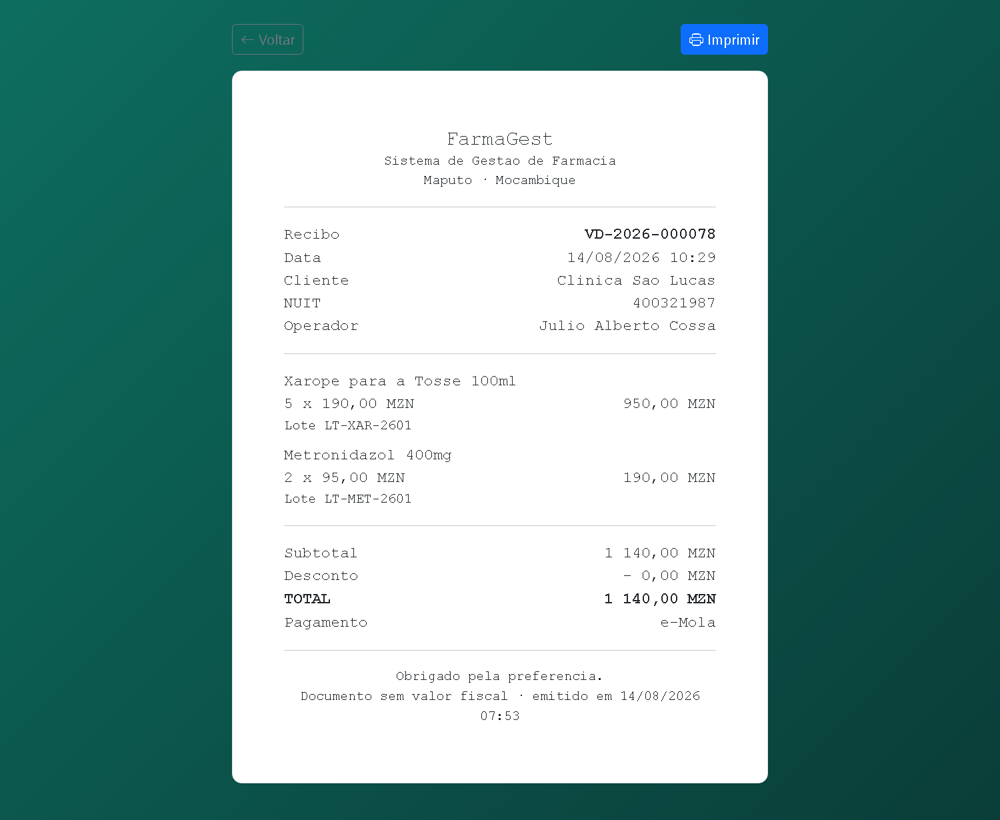 ← Voltar
Imprimir
FarmaGest
Sistema de Gestao de Farmacia
Maputo · Mocambique
Recibo VD-2026-000078
Data 14/08/2026 10:29
Cliente Clinica Sao Lucas
NUIT 400321987
Operador Julio Alberto Cossa
Xarope para a Tosse 100ml
5 x 190,00 MZN 950,00 MZN
Lote LT-XAR-2601
Metronidazol 400mg
2 x 95,00 MZN 190,00 MZN
Lote LT-MET-2601
Subtotal 1 140,00 MZN
Desconto - 0,00 MZN
TOTAL 1 140,00 MZN
Pagamento e-Mola
Obrigado pela preferencia.
Documento sem valor fiscal · emitido em 14/08/2026
07:53